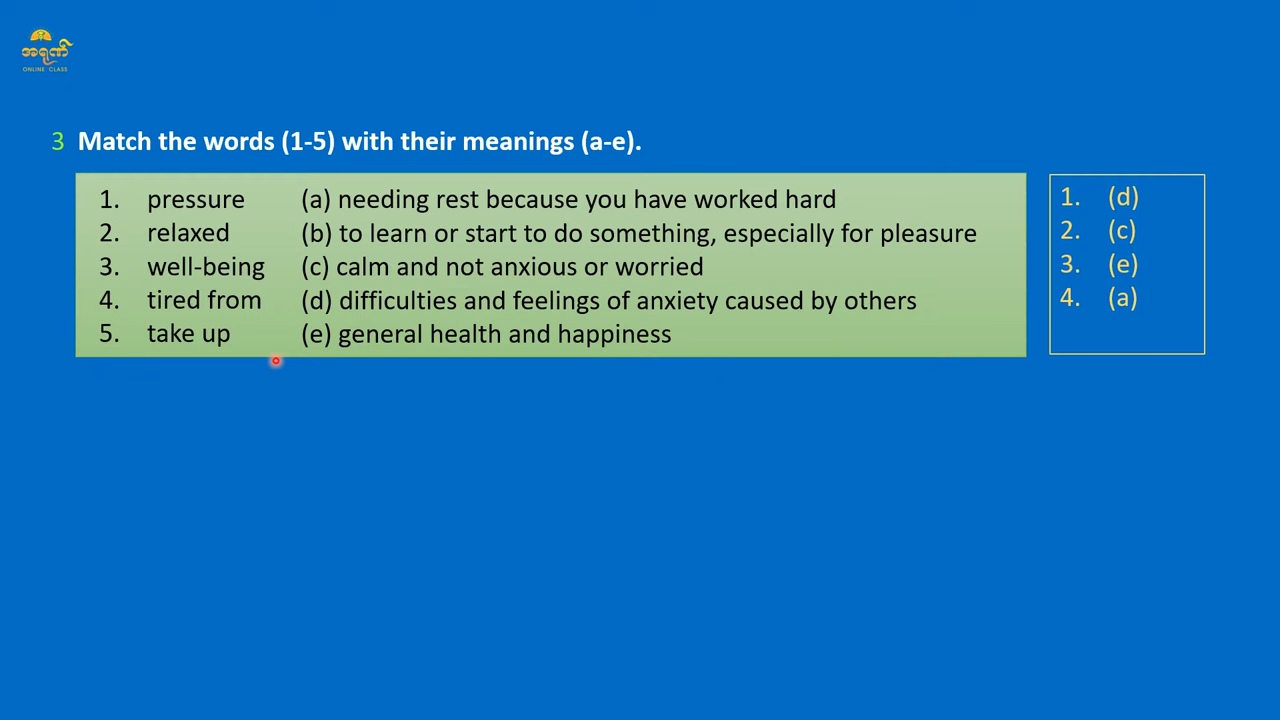 အရုဏ်
ONLINE CLASS
3 Match the words (1-5) with their meanings (a-e).
1. pressure (a) needing rest because you have worked hard
2. relaxed (b) to learn or start to do something, especially for pleasure
3. well-being (c) calm and not anxious or worried
4. tired from (d) difficulties and feelings of anxiety caused by others
5. take up (e) general health and happiness
1. (d)
2. (c)
3. (e)
4. (a)